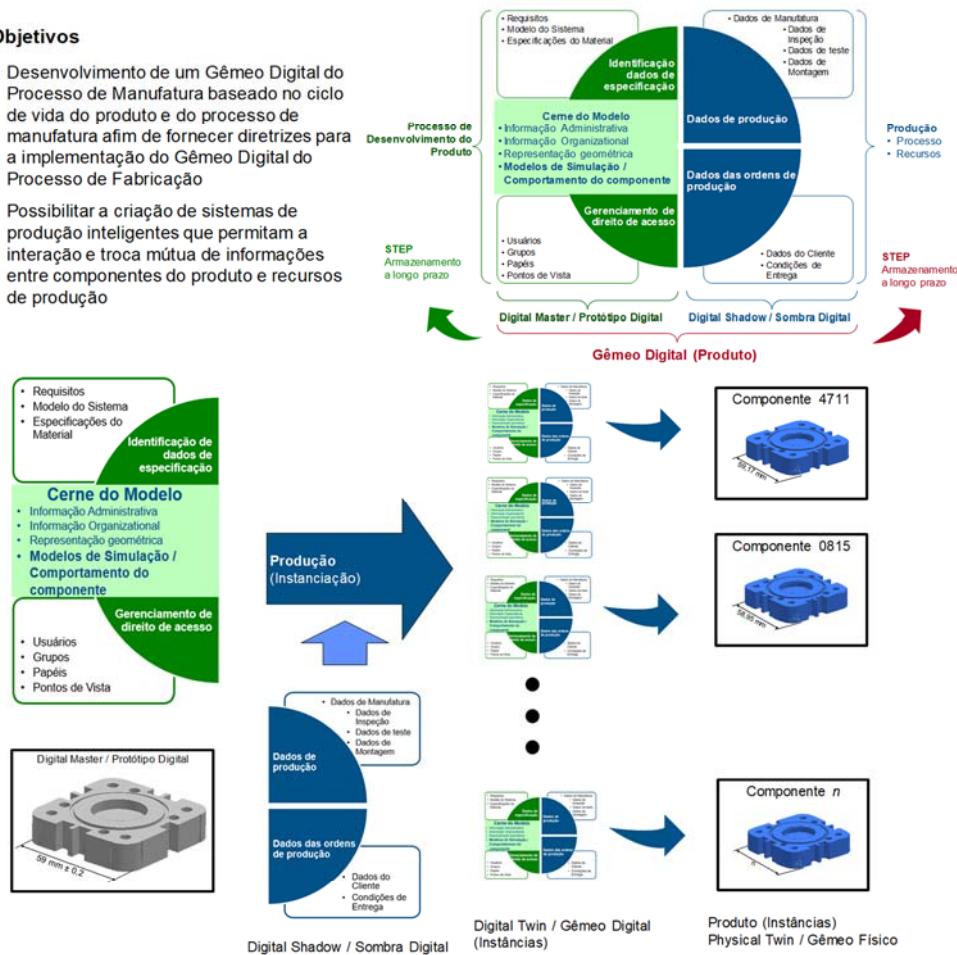 Objetivos
Desenvolvimento de um Gêmeo Digital do
Processo de Manufatura baseado no ciclo
de vida do produto e do processo de
manufatura afim de fornecer diretrizes para
a implementação do Gêmeo Digital do
Processo de Fabricação
Possibilitar a criação de sistemas de
produção inteligentes que permitam a
interação e troca mútua de informações
entre componentes do produto e recursos
de produção
• Requisitos
• Modelo do Sistema
• Especificações do Material
Identificação
dados de
especificação
• Dados de Manufatura
• Dados de
Inspeção
• Dados de teste
• Dados de
Montagem
Processo de
Desenvolvimento do
Produto
Cerne do Modelo
• Informação Administrativa
• Informação Organizational
• Representação geométrica
• Modelos de Simulação /
Comportamento do componente
Dados de produção
Dados das ordens de
produção
Produção
• Processo
• Recursos
Gerenciamento de
direito de acesso
• Usuários
• Grupos
• Papéis
• Pontos de Vista
• Dados do Cliente
• Condições de
Entrega
STEP
Armazenamento
a longo prazo
STEP
Armazenamento
a longo prazo
Digital Master / Protótipo Digital
Digital Shadow / Sombra Digital
Gêmeo Digital (Produto)
• Requisitos
• Modelo do Sistema
• Especificações do
Material
Identificação de
dados de
especificação
Cerne do Modelo
• Informação Administrativa
• Informação Organizational
• Representação geométrica
• Modelos de Simulação /
Comportamento do
componente
Gerenciamento de
direito de acesso
• Usuários
• Grupos
• Papéis
• Pontos de Vista
Digital Master / Protótipo Digital
59 mm ± 0,2
Produção
(Instanciação)
• Dados de Manufatura
• Dados de
Inspeção
• Dados de teste
• Dados de
Montagem
Dados de
produção
Dados das ordens
de produção
• Dados do
Cliente
• Condições de
Entrega
Digital Shadow / Sombra Digital
Digital Twin / Gêmeo Digital
(Instâncias)
Componente 4711
59,17 mm
Componente 0815
58,95 mm
Componente n
n
Produto (Instâncias)
Physical Twin / Gêmeo Físico